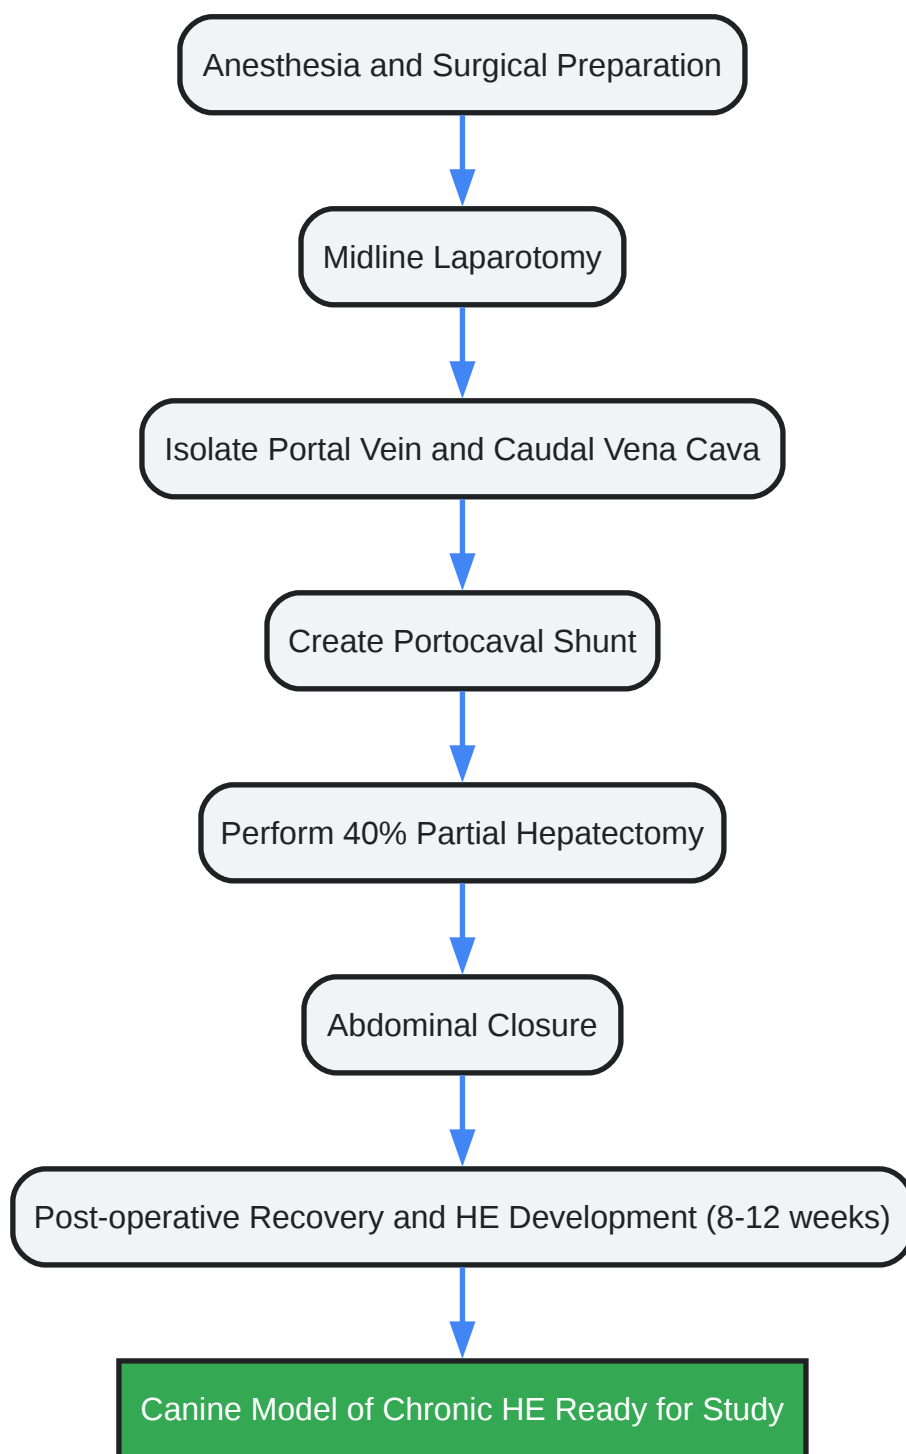 Anesthesia and Surgical Preparation
Midline Laparotomy
Isolate Portal Vein and Caudal Vena Cava
Create Portocaval Shunt
Perform 40% Partial Hepatectomy
Abdominal Closure
Post-operative Recovery and HE Development (8-12 weeks)
Canine Model of Chronic HE Ready for Study